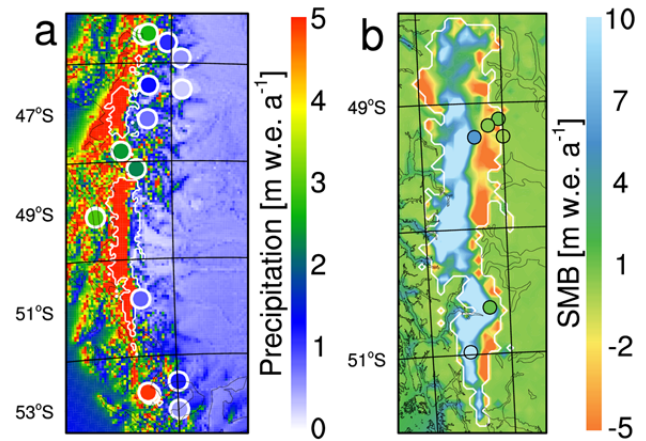 a
47°S
49°S
51°S
53°S
5
4
3
2
1
0
Precipitation [m w.e. a⁻¹]
b
49°S
51°S
10
7
4
1
-2
-5
SMB [m w.e. a⁻¹]